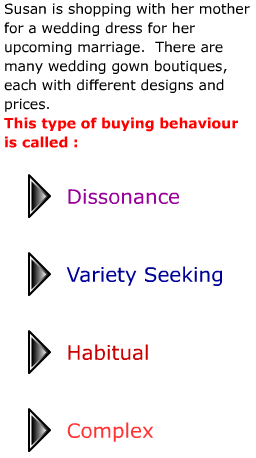 Susan is shopping with her mother
for a wedding dress for her
upcoming marriage.  There are
many wedding gown boutiques,
each with different designs and
prices.
This type of buying behaviour
is called :
Dissonance
Variety Seeking
Habitual
Complex